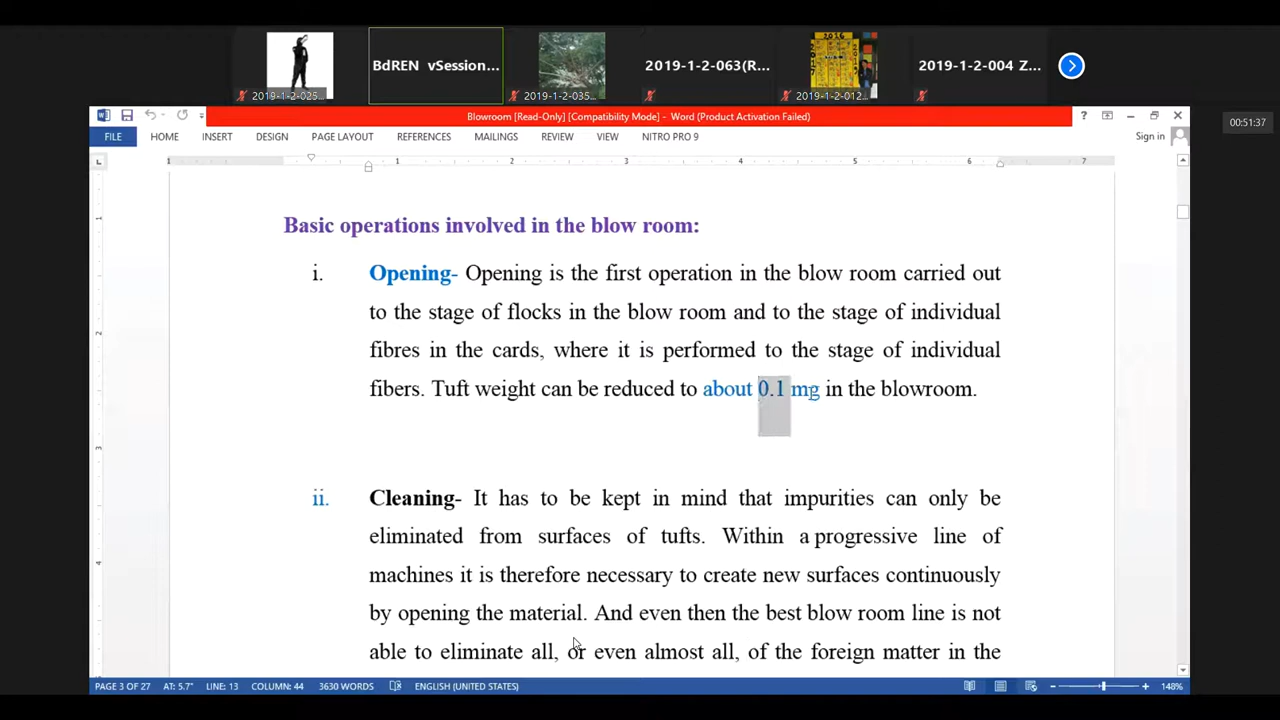 BdREN vSession...
2019-1-2-063(R...
2019-1-2-004 Z...
2019-1-2-025...
2019-1-2-035...
2019-1-2-012...
2016
00:51:37
Blowroom [Read-Only] [Compatibility Mode] - Word (Product Activation Failed)
FILE HOME INSERT DESIGN PAGE LAYOUT REFERENCES MAILINGS REVIEW VIEW NITRO PRO 9 Sign in
1 1 2 3 4 5 6 7
Basic operations involved in the blow room:
i. Opening- Opening is the first operation in the blow room carried out
to the stage of flocks in the blow room and to the stage of individual
fibres in the cards, where it is performed to the stage of individual
fibers. Tuft weight can be reduced to about 0.1 mg in the blowroom.
ii. Cleaning- It has to be kept in mind that impurities can only be
eliminated from surfaces of tufts. Within a progressive line of
machines it is therefore necessary to create new surfaces continuously
by opening the material. And even then the best blow room line is not
able to eliminate all, or even almost all, of the foreign matter in the
PAGE 3 OF 27 AT: 5.7" LINE: 13 COLUMN: 44 3630 WORDS ENGLISH (UNITED STATES) 148%